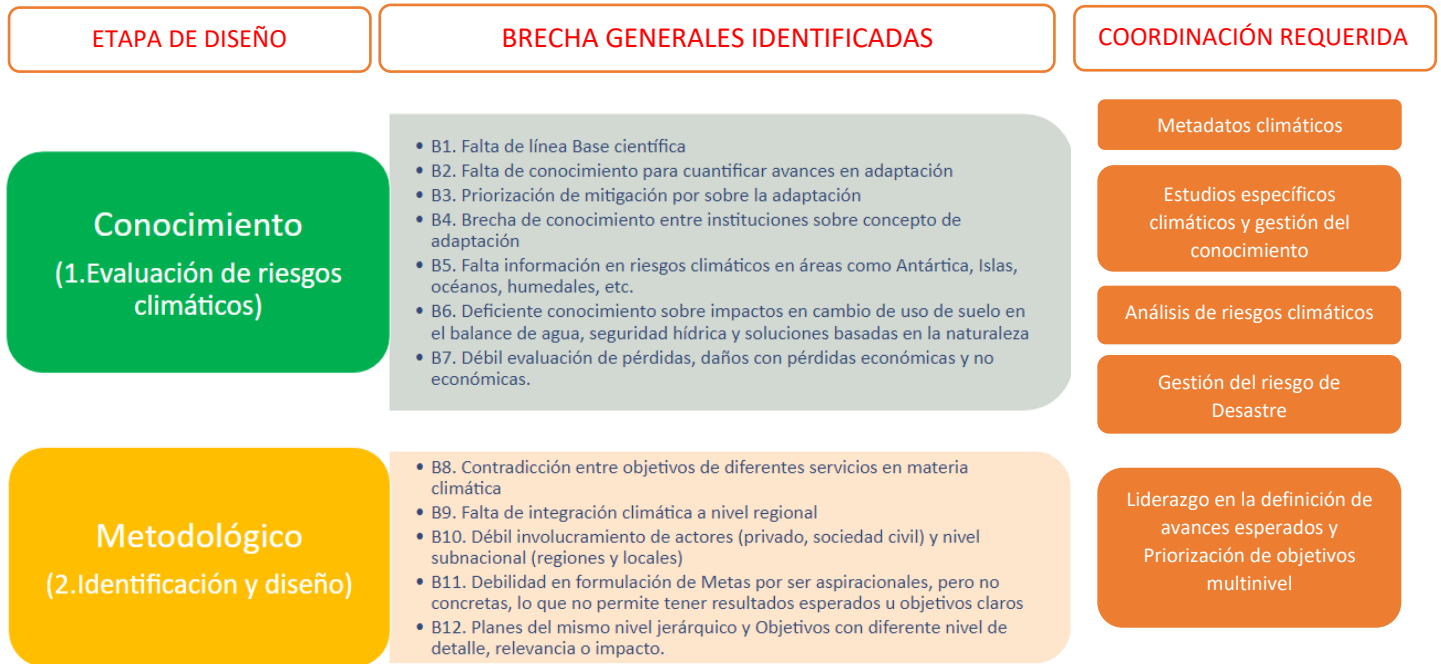 ETAPA DE DISEÑO
BRECHA GENERALES IDENTIFICADAS
COORDINACIÓN REQUERIDA
Conocimiento
(1.Evaluación de riesgos
climáticos)
• B1. Falta de línea Base científica
• B2. Falta de conocimiento para cuantificar avances en adaptación
• B3. Priorización de mitigación por sobre la adaptación
• B4. Brecha de conocimiento entre instituciones sobre concepto de
adaptación
• B5. Falta información en riesgos climáticos en áreas como Antártica, Islas,
océanos, humedales, etc.
• B6. Deficiente conocimiento sobre impactos en cambio de uso de suelo en
el balance de agua, seguridad hídrica y soluciones basadas en la naturaleza
• B7. Débil evaluación de pérdidas, daños con pérdidas económicas y no
económicas.
Metadatos climáticos
Estudios específicos
climáticos y gestión del
conocimiento
Análisis de riesgos climáticos
Gestión del riesgo de
Desastre
Metodológico
(2.Identificación y diseño)
• B8. Contradicción entre objetivos de diferentes servicios en materia
climática
• B9. Falta de integración climática a nivel regional
• B10. Débil involucramiento de actores (privado, sociedad civil) y nivel
subnacional (regiones y locales)
• B11. Debilidad en formulación de Metas por ser aspiracionales, pero no
concretas, lo que no permite tener resultados esperados u objetivos claros
• B12. Planes del mismo nivel jerárquico y Objetivos con diferente nivel de
detalle, relevancia o impacto.
Liderazgo en la definición de
avances esperados y
Priorización de objetivos
multinivel